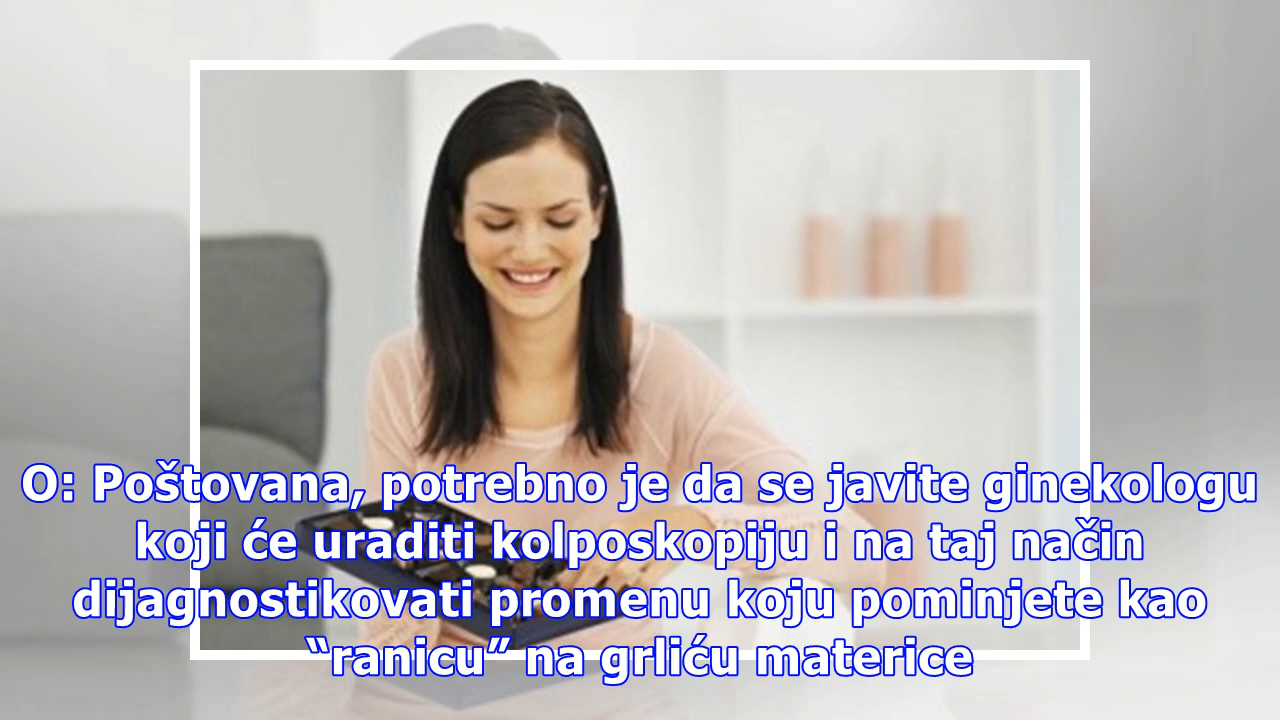 O: Poštovana, potrebno je da se javite ginekologu
koji će uraditi kolposkopiju i na taj način
dijagnostikovati promenu koju pominjete kao
“ranicu” na grliću materice